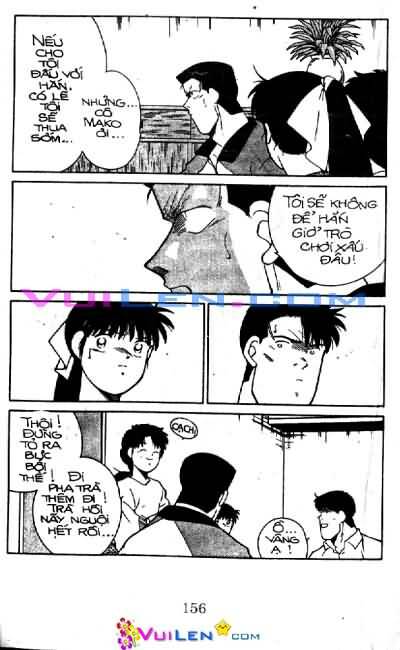 NẾU
CHO
TÔI
ĐẤU VỚI
HẮN,
CÓ LẼ
TÔI
SẼ
THUA
SỚM...
NHƯNG...
CÔ
MAKO
ƠI...
TÔI SẼ KHÔNG
ĐỂ HẮN
GIỞ TRÒ
CHƠI XẤU
ĐÂU!
VUILEN.COM
THÔI!
ĐỪNG
TỎ RA
BỰC
BỘI
THẾ!
ĐI
PHA TRÀ
THÊM ĐI!
TRÀ HỒI
NÃY NGUỘI
HẾT RỒI...
CẠCH
Ồ...
VÂNG
Ạ!
156
VUILEN.COM